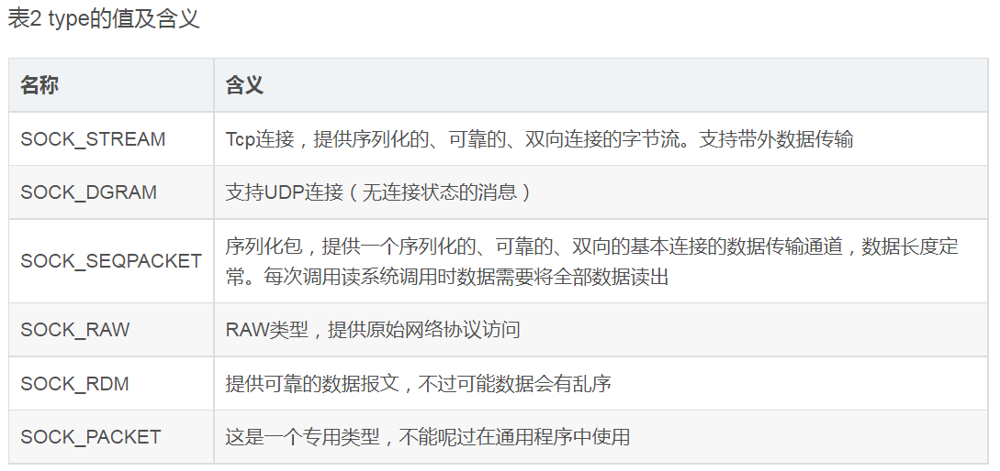 表2 type的值及含义
名称 含义
SOCK_STREAM Tcp连接，提供序列化的、可靠的、双向连接的字节流。支持带外数据传输
SOCK_DGRAM 支持UDP连接（无连接状态的消息）
SOCK_SEQPACKET 序列化包，提供一个序列化的、可靠的、双向的基本连接的数据传输通道，数据长度定
常。每次调用读系统调用时数据需要将全部数据读出
SOCK_RAW RAW类型，提供原始网络协议访问
SOCK_RDM 提供可靠的数据报文，不过可能数据会有乱序
SOCK_PACKET 这是一个专用类型，不能呢过在通用程序中使用